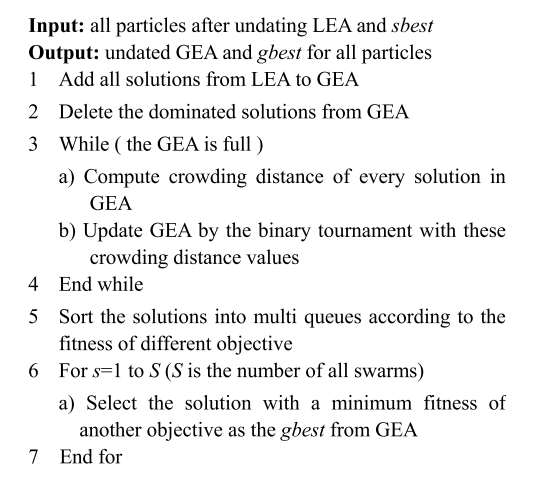 Input: all particles after undating LEA and sbest
Output: undated GEA and gbest for all particles
1 Add all solutions from LEA to GEA
2 Delete the dominated solutions from GEA
3 While ( the GEA is full )
a) Compute crowding distance of every solution in
GEA
b) Update GEA by the binary tournament with these
crowding distance values
4 End while
5 Sort the solutions into multi queues according to the
fitness of different objective
6 For s=1 to S (S is the number of all swarms)
a) Select the solution with a minimum fitness of
another objective as the gbest from GEA
7 End for